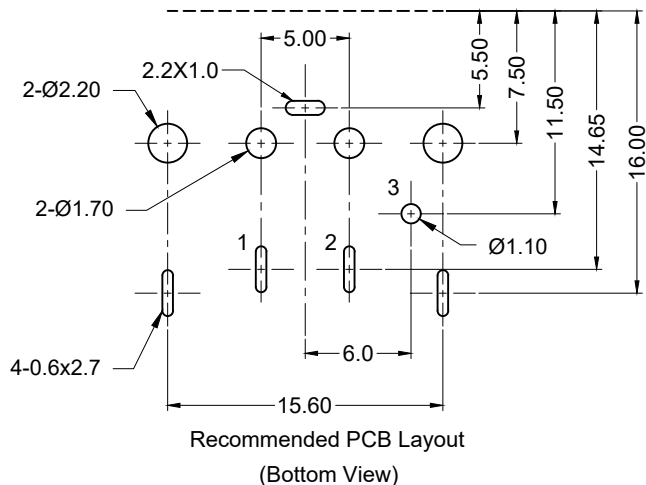 5.00
2.2X1.0
2-Ø2.20
5.50
7.50
11.50
14.65
16.00
2-Ø1.70
3
1
2
Ø1.10
4-0.6x2.7
6.0
15.60
Recommended PCB Layout
(Bottom View)